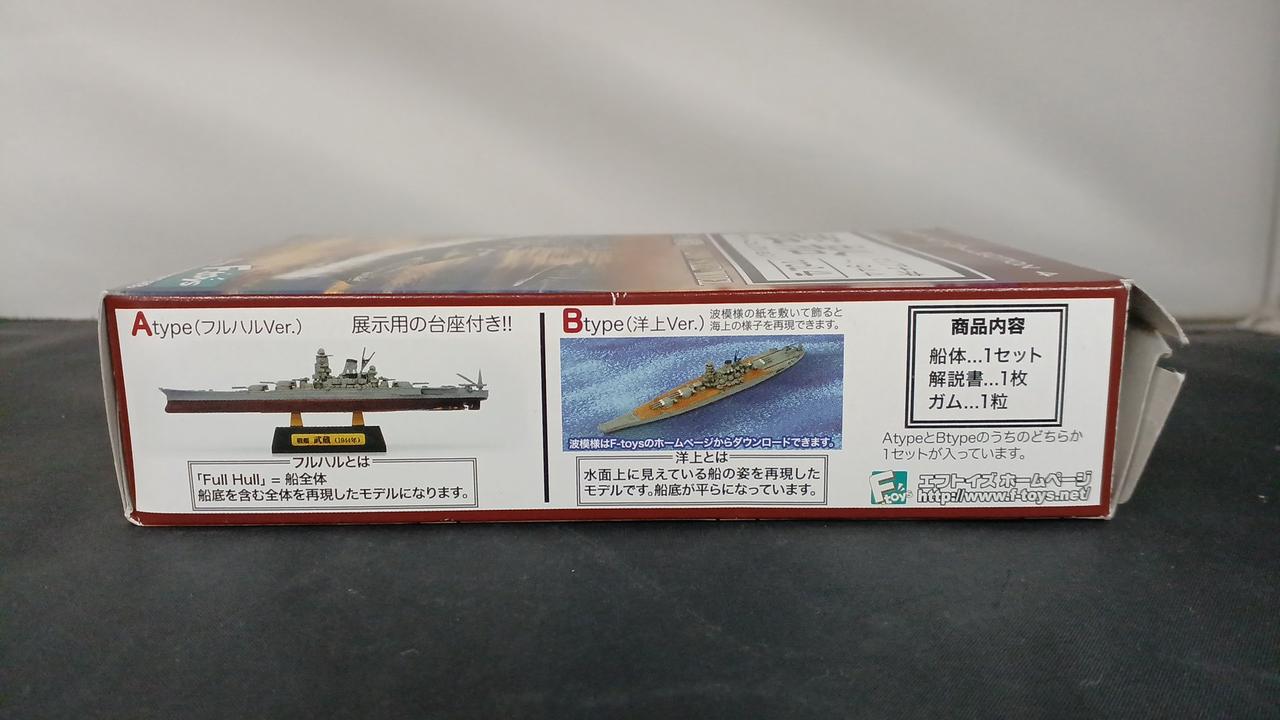 Atype(フルハルVer.)
展示用の台座付き!!
戦艦 武蔵(1944年)
フルハルとは
「Full Hull」= 船全体
船底を含む全体を再現したモデルになります。
Btype(洋上Ver.)
波模様の紙を敷いて飾ると
海上の様子を再現できます。
波模様はF-toysのホームページからダウンロードできます。
洋上とは
水面上に見えている船の姿を再現した
モデルです。船底が平らになっています。
商品内容
船体…1セット
解説書…1枚
ガム…1粒
AtypeとBtypeのうちのどちらか
1セットが入っています。
F-toys
エフトイズ ホームページ
http://www.f-toys.net/